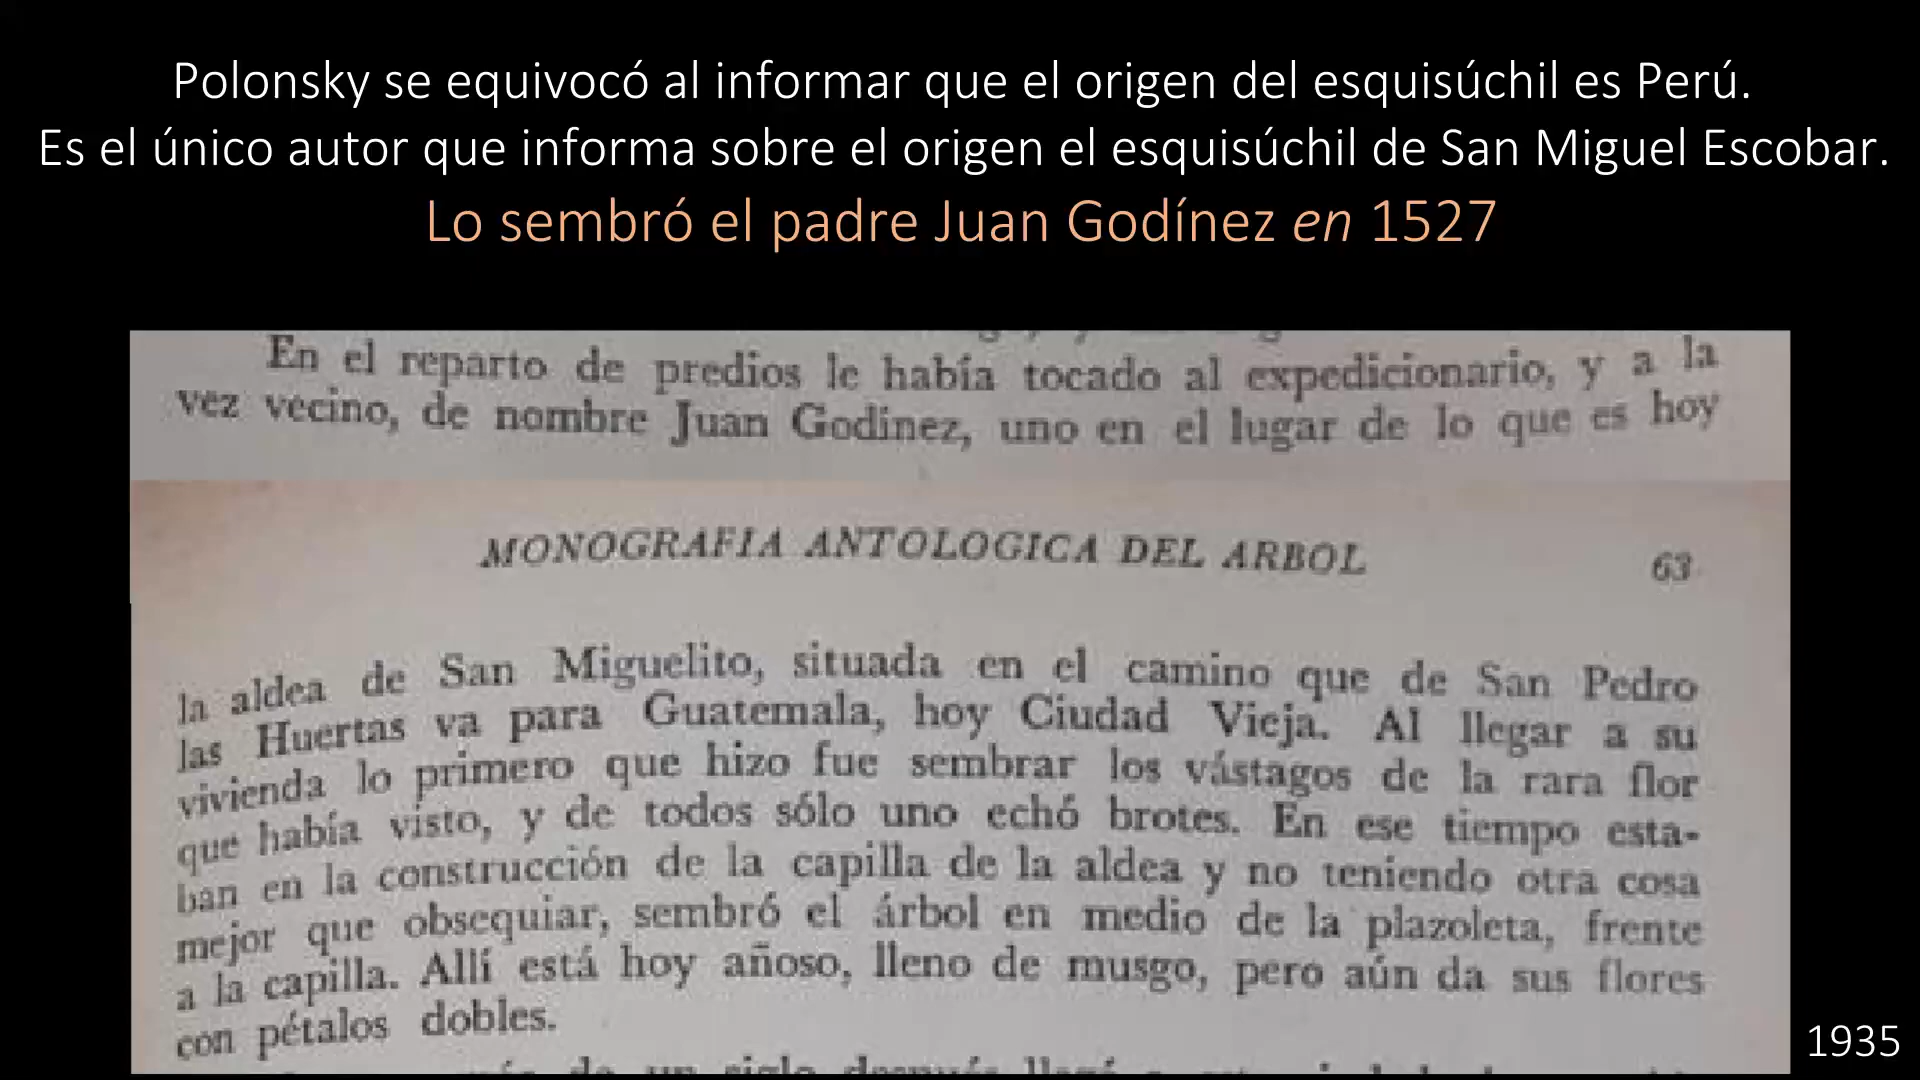 Polonsky se equivocó al informar que el origen del esquisúchil es Perú.
Es el único autor que informa sobre el origen el esquisúchil de San Miguel Escobar.
Lo sembró el padre Juan Godínez en 1527
En el reparto de predios le había tocado al expedicionario, y a la
vez vecino, de nombre Juan Godínez, uno en el lugar de lo que es hoy
MONOGRAFIA ANTOLOGICA DEL ARBOL 63
la aldea de San Miguelito, situada en el camino que de San Pedro
las Huertas va para Guatemala, hoy Ciudad Vieja. Al llegar a su
vivienda lo primero que hizo fue sembrar los vástagos de la rara flor
que había visto, y de todos sólo uno echó brotes. En ese tiempo esta-
ban en la construcción de la capilla de la aldea y no teniendo otra cosa
mejor que obsequiar, sembró el árbol en medio de la plazoleta, frente
a la capilla. Allí está hoy añoso, lleno de musgo, pero aún da sus flores
con pétalos dobles.
de un siglo después
1935